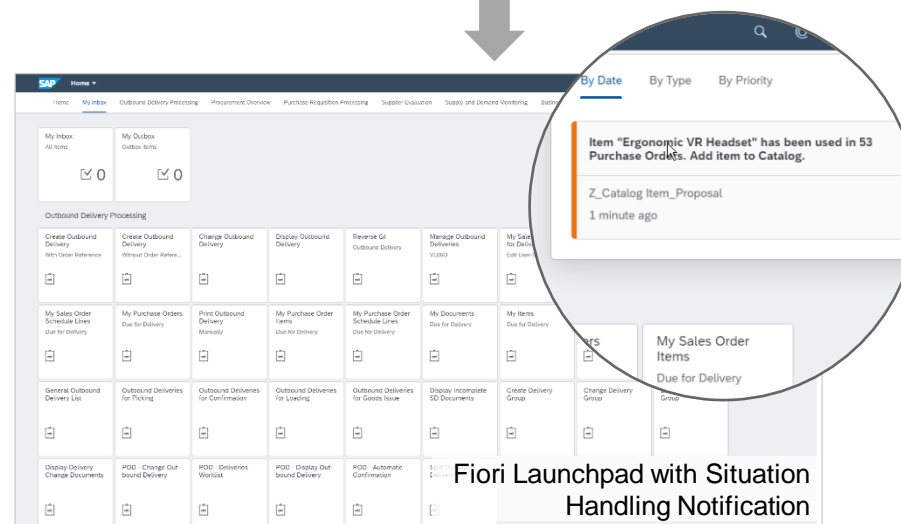 SAP Home
Home My Inbox Outbound Delivery Processing Procurement Overview Purchase Requisition Processing Supplier Evaluation Supply and Demand Monitoring
By Date By Type By Priority
Item "Ergonomic VR Headset" has been used in 53
Purchase Orders. Add item to Catalog.
Z_Catalog Item_Proposal
1 minute ago
My Inbox
All Items
0
My Outbox
Outbox Items
0
Outbound Delivery Processing
Create Outbound
Delivery
With Order Reference
Create Outbound
Delivery
Without Order Refere...
Change Outbound
Delivery
Display Outbound
Delivery
Reverse GI
Outbound Delivery
Manage Outbound
Deliveries
VL06O
My Sales Order
Schedule Lines
Due for Delivery
My Purchase Orders
Due for Delivery
Print Outbound
Delivery
Manually
My Purchase Order
Items
Due for Delivery
My Purchase Order
Schedule Lines
Due for Delivery
My Documents
Due for Delivery
My Items
Due for Delivery
My Sales Order
Items
Due for Delivery
General Outbound
Delivery List
Outbound Deliveries
for Picking
Outbound Deliveries
for Confirmation
Outbound Deliveries
for Loading
Outbound Deliveries
for Goods Issue
Display Incomplete
SD Documents
Create Delivery
Group
Change Delivery
Group
Group
Display Delivery
Change Documents
POD - Change Out-
bound Delivery
POD - Deliveries
Worklist
POD - Display Out-
bound Delivery
POD - Automatic
Confirmation
Fiori Launchpad with Situation
Handling Notification